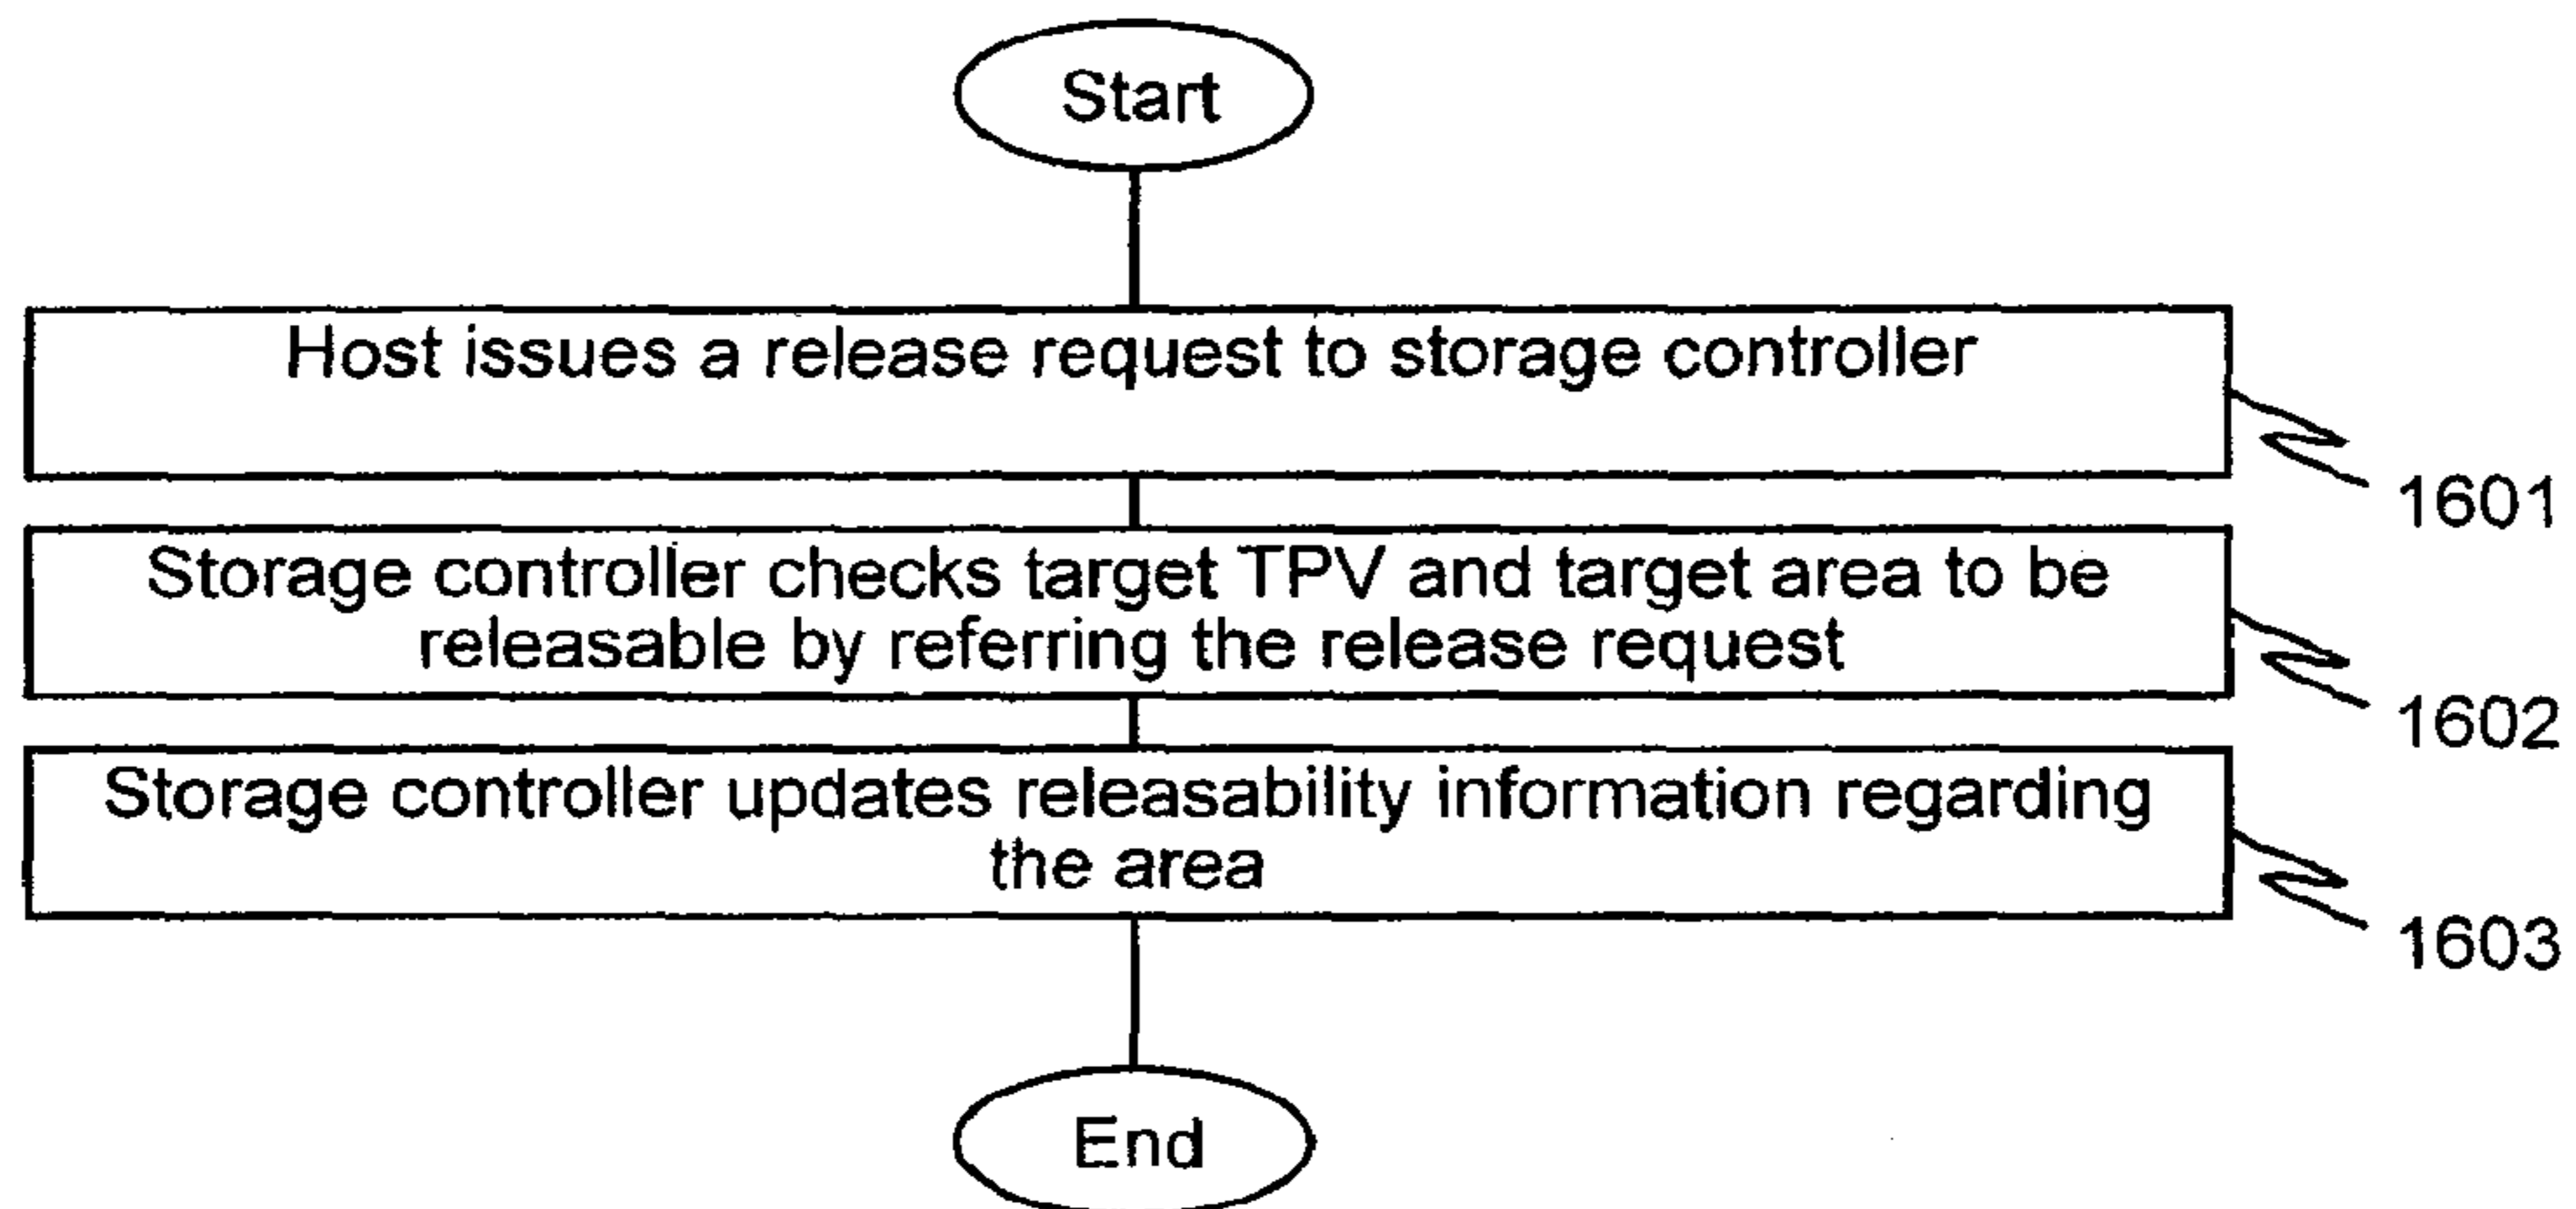 Start
Host issues a release request to storage controller
1601
Storage controller checks target TPV and target area to be
releasable by referring the release request
1602
Storage controller updates releasability information regarding
the area
1603
End